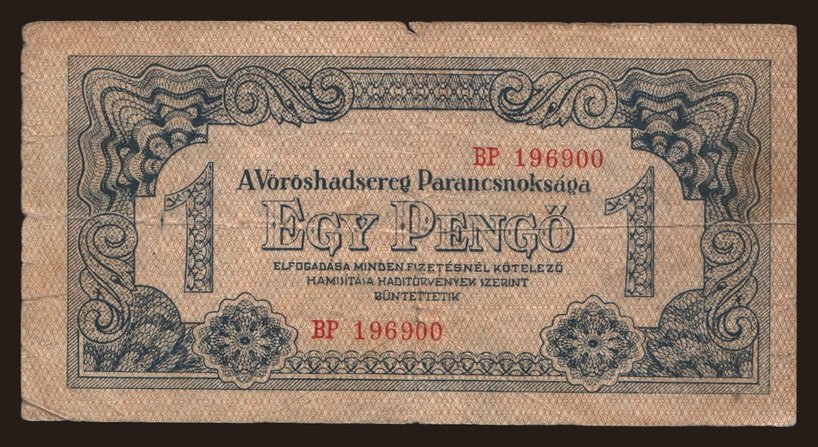 BP 196900
A Vöröshadsereg Parancsnoksága
1 EGY PENGŐ 1
ELFOGADÁSA MINDEN FIZETÉSNÉL KÖTELEZŐ
HAMISÍTÁSA HADITÖRVÉNYEK SZERINT
BÜNTETTETIK
BP 196900